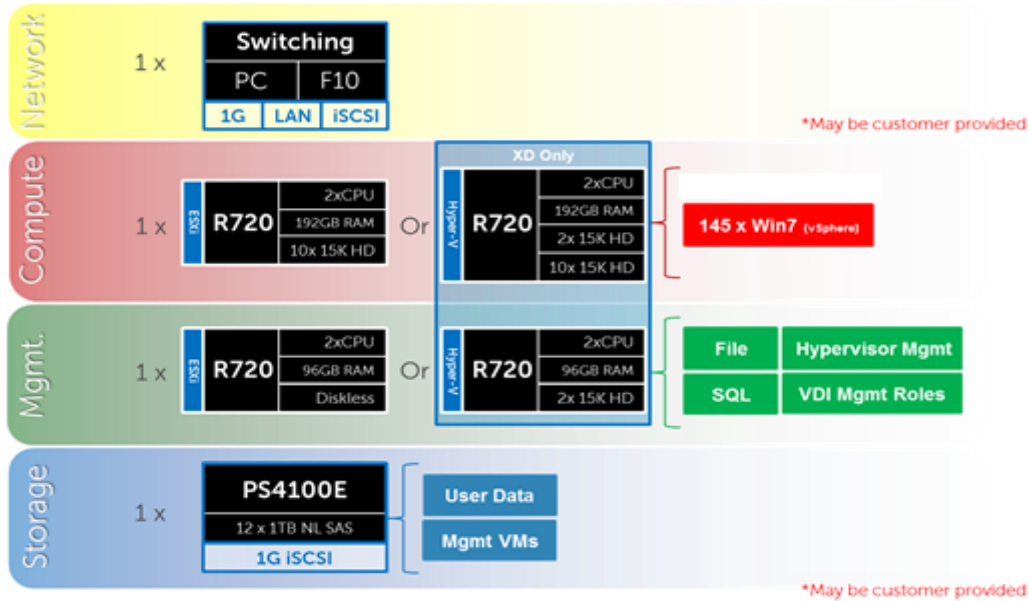 Network
1 x
Switching
PC F10
1G LAN iSCSI
*May be customer provided
Compute
1 x
ESXi
R720
2xCPU
192GB RAM
10x 15K HD
Or
XD Only
Hyper-V
R720
2xCPU
192GB RAM
2x 15K HD
10x 15K HD
145 x Win7 (vSphere)
Mgmt.
1 x
ESXi
R720
2xCPU
96GB RAM
Diskless
Or
Hyper-V
R720
2xCPU
96GB RAM
2x 15K HD
File Hypervisor Mgmt
SQL VDI Mgmt Roles
Storage
1 x
PS4100E
12 x 1TB NL SAS
1G iSCSI
User Data
Mgmt VMs
*May be customer provided